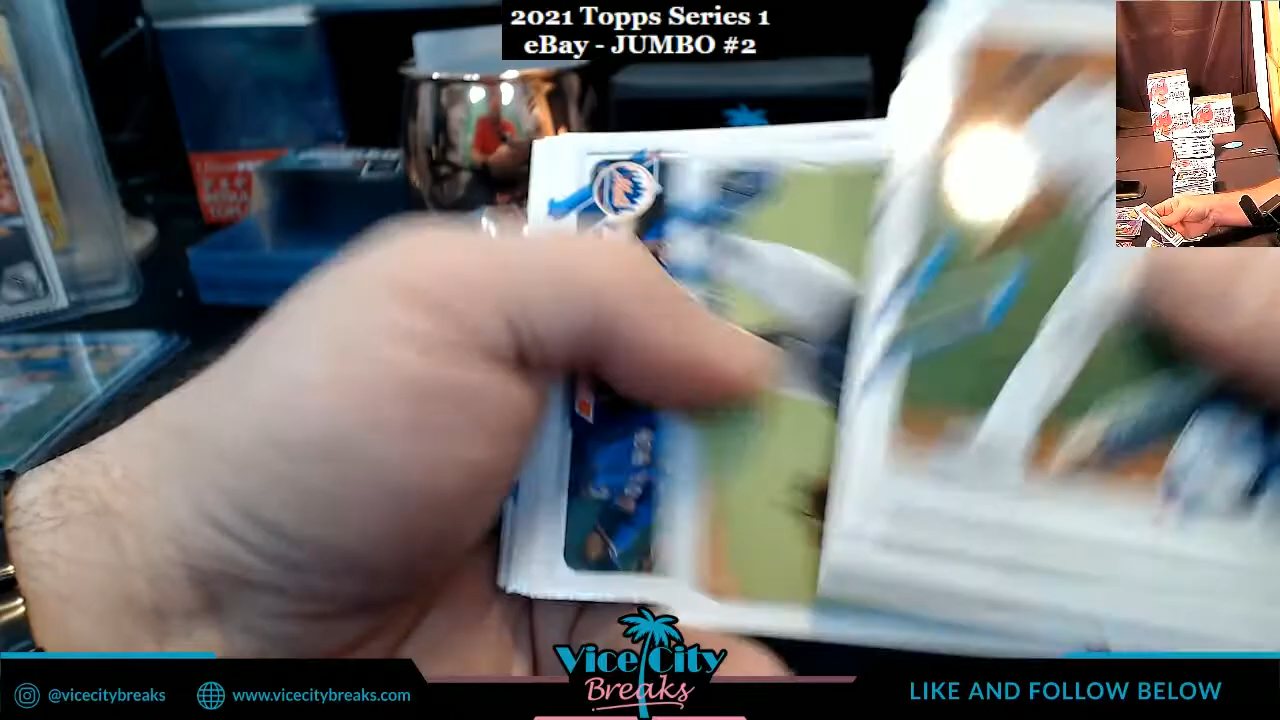 2021 Topps Series 1
eBay - JUMBO #2
Vice City
Breaks
@vicecitybreaks
www.vicecitybreaks.com
LIKE AND FOLLOW BELOW